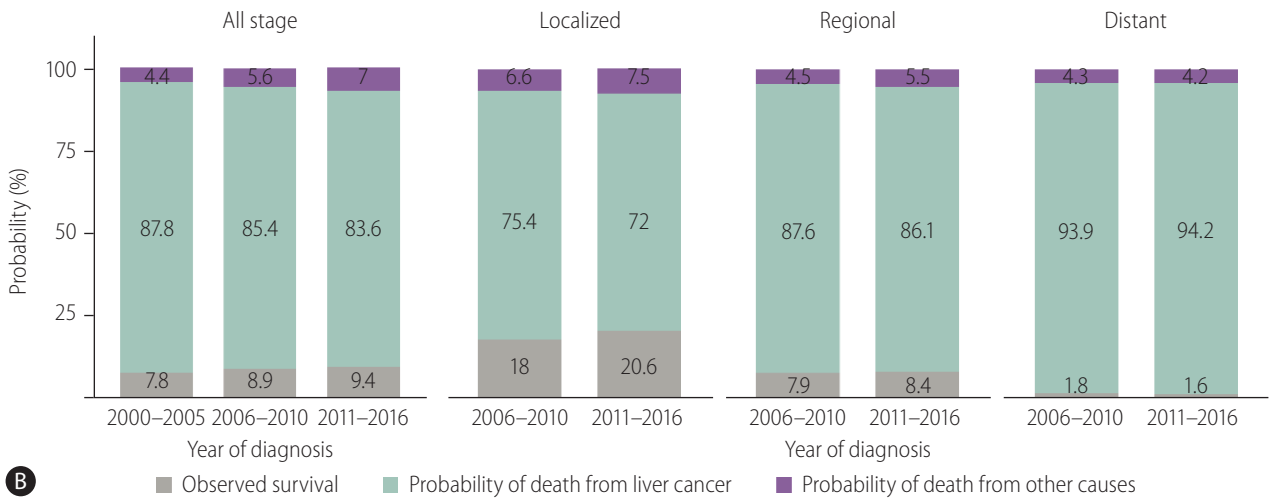 All stage
Localized
Regional
Distant
Probability (%)
100
75
50
25
4.4 5.6 7
87.8 85.4 83.6
7.8 8.9 9.4
6.6 7.5
75.4 72
18 20.6
4.5 5.5
87.6 86.1
7.9 8.4
4.3 4.2
93.9 94.2
1.8 1.6
2000–2005 2006–2010 2011–2016
2006–2010 2011–2016
2006–2010 2011–2016
2006–2010 2011–2016
Year of diagnosis
Year of diagnosis
B
Observed survival
Probability of death from liver cancer
Probability of death from other causes